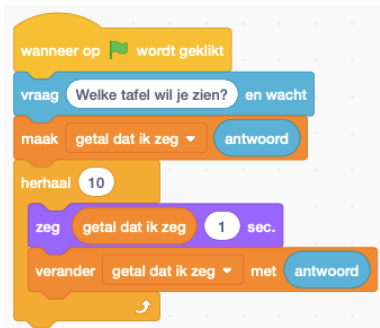 wanneer op wordt geklikt
vraag Welke tafel wil je zien? en wacht
maak getal dat ik zeg antwoord
herhaal 10
zeg getal dat ik zeg 1 sec.
verander getal dat ik zeg met antwoord